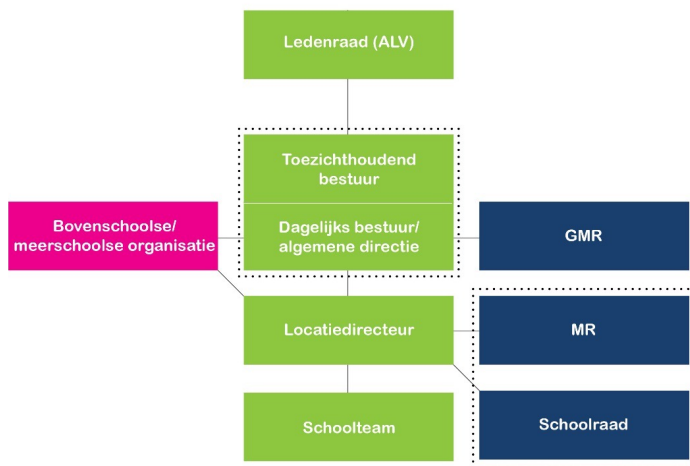 Ledenraad (ALV)
Toezichthoudend
bestuur
Bovenschoolse/
meerschoolse organisatie
Dagelijks bestuur/
algemene directie
GMR
Locatiedirecteur
MR
Schoolteam
Schoolraad